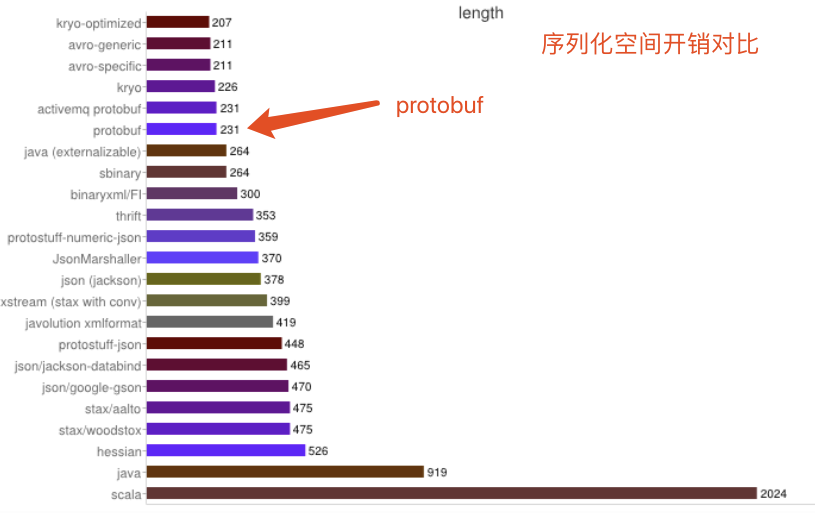 length
序列化空间开销对比
kryo-optimized 207
avro-generic 211
avro-specific 211
kryo 226
activemq protobuf 231
protobuf 231 protobuf
java (externalizable) 264
sbinary 264
binaryxml/FI 300
thrift 353
protostuff-numeric-json 359
JsonMarshaller 370
json (jackson) 378
xstream (stax with conv) 399
javolution xmlformat 419
protostuff-json 448
json/jackson-databind 465
json/google-gson 470
stax/aalto 475
stax/woodstox 475
hessian 526
java 919
scala 2024